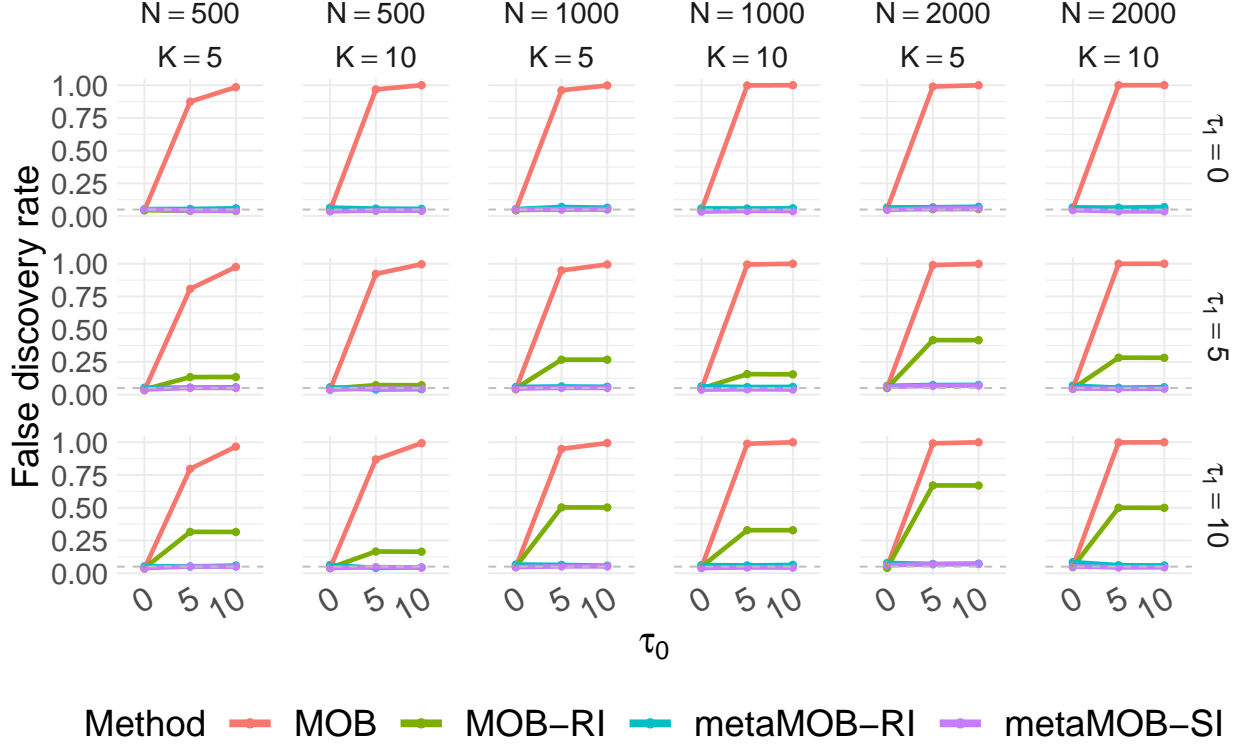 N = 500 N = 500 N = 1000 N = 1000 N = 2000 N = 2000
K = 5 K = 10 K = 5 K = 10 K = 5 K = 10
False discovery rate
1.00
0.75
0.50
0.25
0.00
τ₁ = 0
1.00
0.75
0.50
0.25
0.00
τ₁ = 5
1.00
0.75
0.50
0.25
0.00
τ₁ = 10
0 5 10 0 5 10 0 5 10 0 5 10 0 5 10 0 5 10
τ₀
Method MOB MOB−RI metaMOB−RI metaMOB−SI